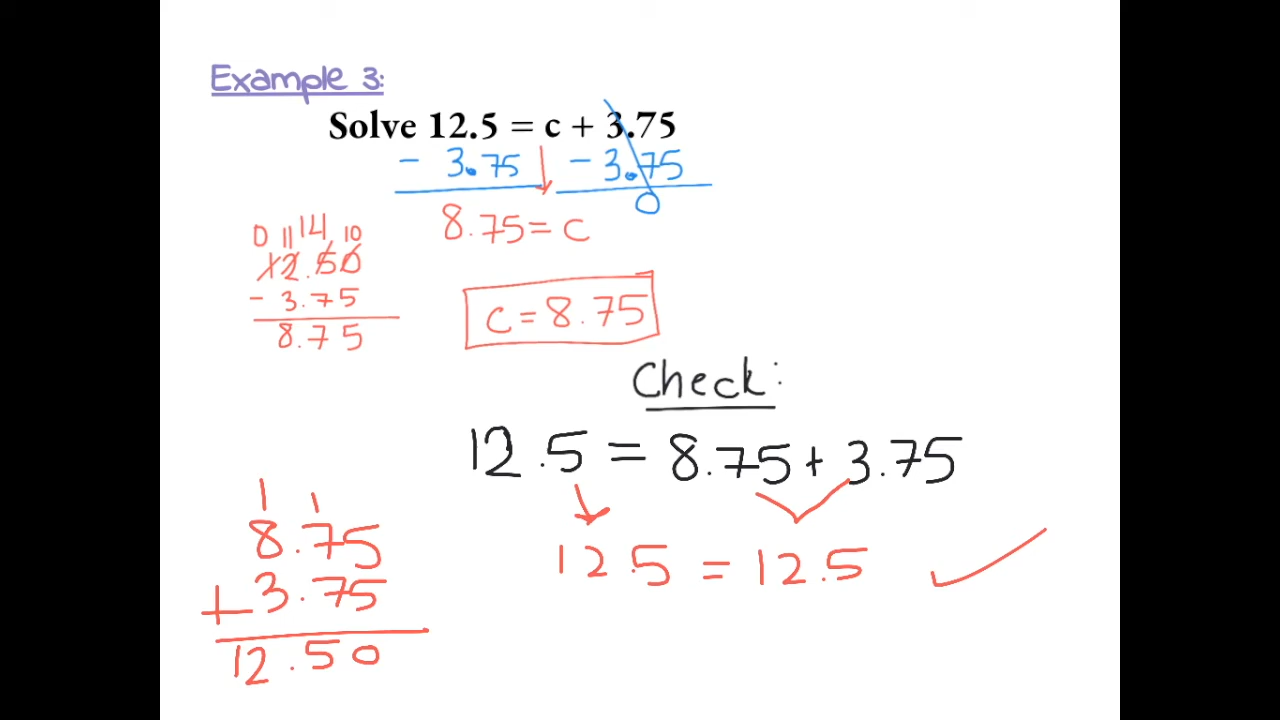 Example 3:
Solve 12.5 = c + 3.75
- 3.75 - 3.75
0
8.75 = c
0 11 14 10
12.50
- 3.75
8.75
c = 8.75
Check:
12.5 = 8.75 + 3.75
12.5 = 12.5 ✓
1 1
8.75
+ 3.75
12.50